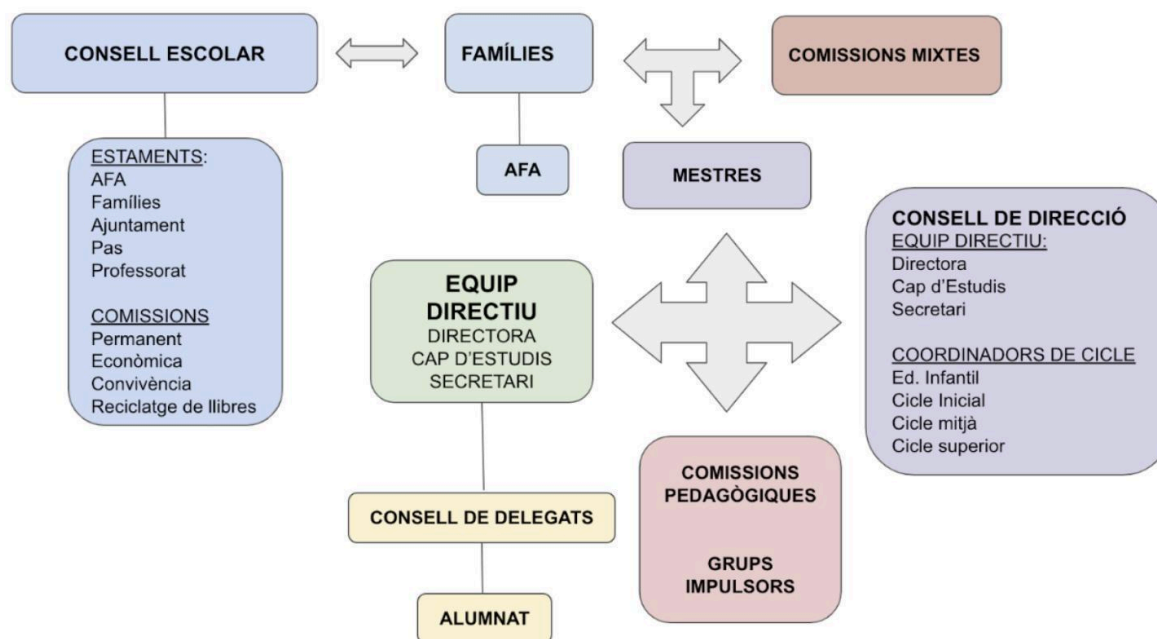 CONSELL ESCOLAR
FAMÍLIES
COMISSIONS MIXTES
ESTAMENTS:
AFA
Famílies
Ajuntament
Pas
Professorat
COMISSIONS
Permanent
Econòmica
Convivència
Reciclatge de llibres
AFA
MESTRES
EQUIP
DIRECTIU
DIRECTORA
CAP D'ESTUDIS
SECRETARI
CONSELL DE DIRECCIÓ
EQUIP DIRECTIU:
Directora
Cap d'Estudis
Secretari
COORDINADORS DE CICLE
Ed. Infantil
Cicle Inicial
Cicle mitjà
Cicle superior
COMISSIONS
PEDAGÒGIQUES
GRUPS
IMPULSORS
CONSELL DE DELEGATS
ALUMNAT